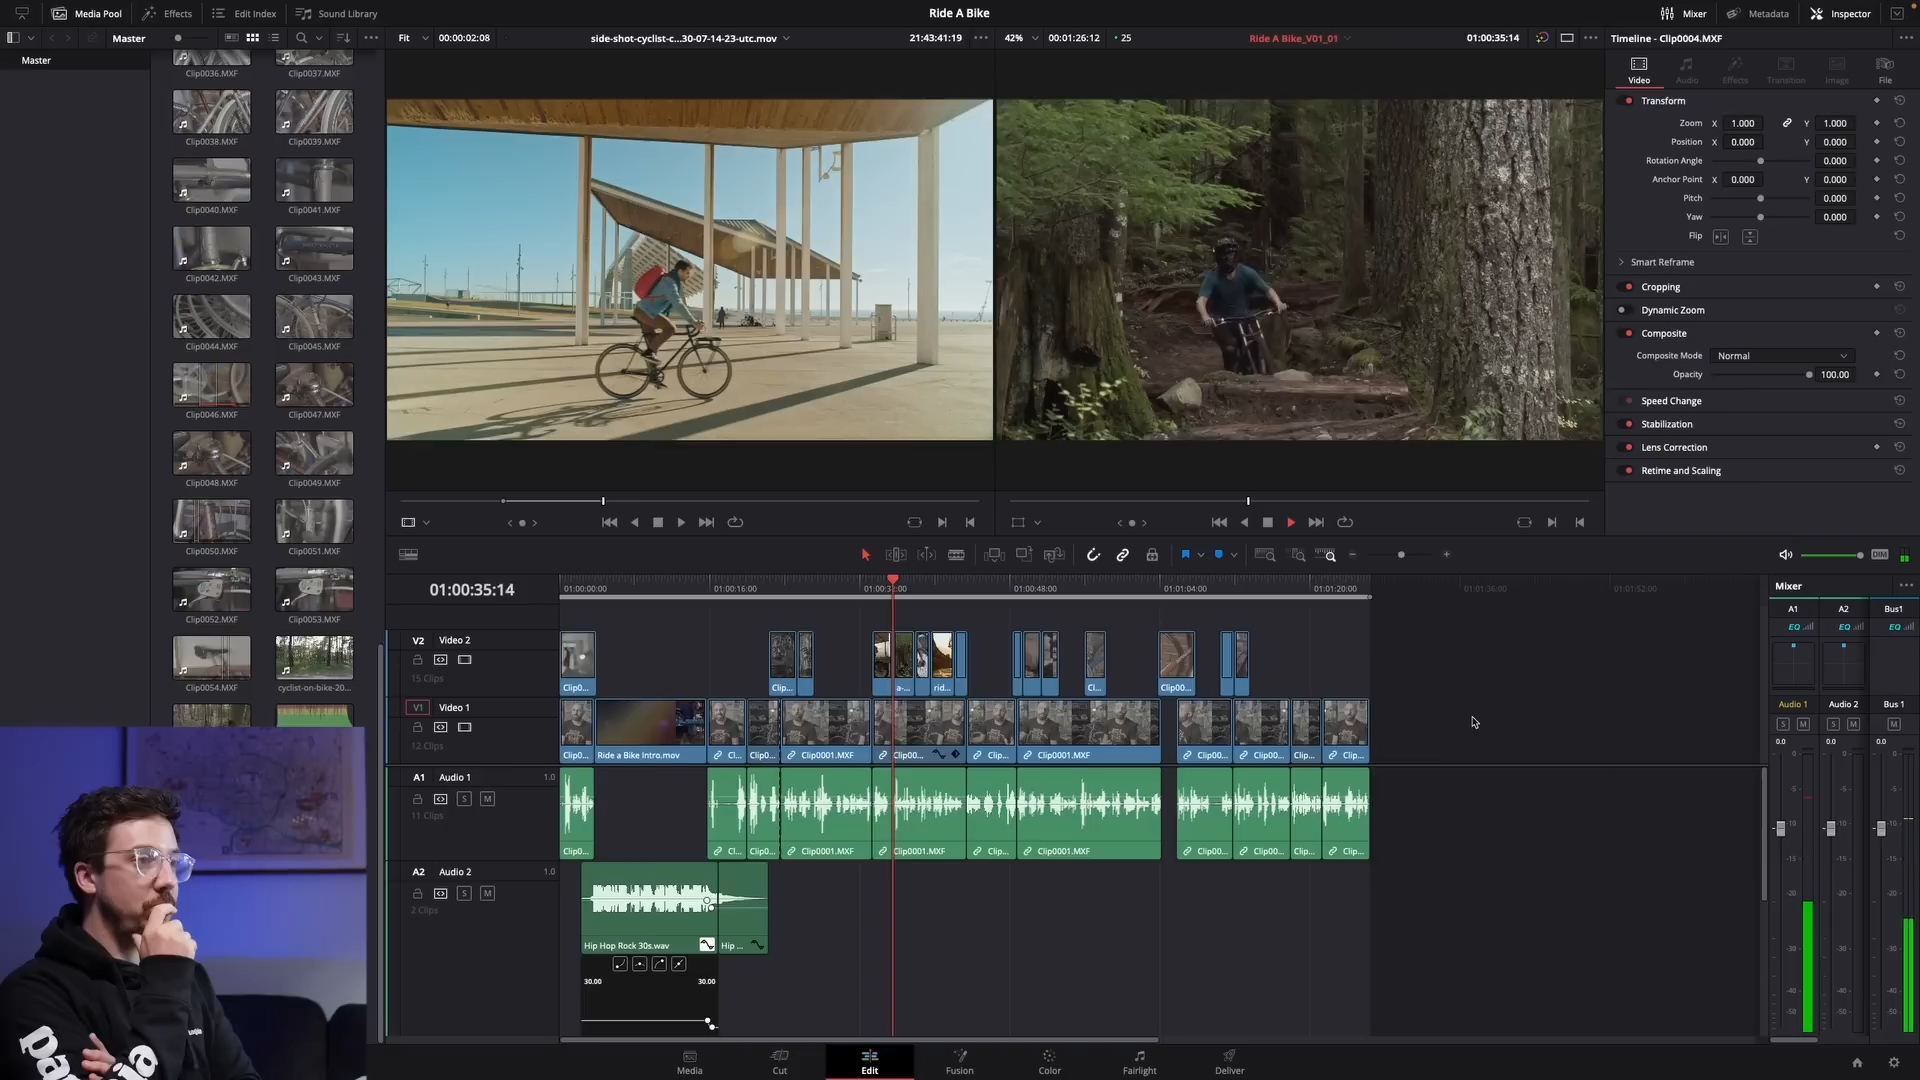 Media Pool
Effects
Edit Index
Sound Library
Ride A Bike
Mixer
Metadata
Inspector
Master
Fit
00:00:02:08
side-shot-cyclist-c...30-07-14-23-utc.mov
21:43:41:19
42%
00:01:26:12
25
Ride A Bike_V01_01
01:00:35:14
Timeline - Clip0004.MXF
Master
Clip0036.MXF
Clip0037.MXF
Clip0038.MXF
Clip0039.MXF
Clip0040.MXF
Clip0041.MXF
Clip0042.MXF
Clip0043.MXF
Clip0044.MXF
Clip0045.MXF
Clip0046.MXF
Clip0047.MXF
Clip0048.MXF
Clip0049.MXF
Clip0050.MXF
Clip0051.MXF
Clip0052.MXF
Clip0053.MXF
Clip0054.MXF
cyclist-on-bike-20...
Video
Audio
Effects
Transition
Image
File
Transform
Zoom X 1.000 Y 1.000
Position X 0.000 Y 0.000
Rotation Angle 0.000
Anchor Point X 0.000 Y 0.000
Pitch 0.000
Yaw 0.000
Flip
Smart Reframe
Cropping
Dynamic Zoom
Composite
Composite Mode Normal
Opacity 100.00
Speed Change
Stabilization
Lens Correction
Retime and Scaling
DIM
01:00:35:14
01:00:00:00
01:00:16:00
01:00:48:00
01:01:04:00
01:01:20:00
01:01:36:00
01:01:52:00
V2 Video 2
15 Clips
Clip0...
Clip...
a-...
rid...
Cl...
Clip00...
V1 Video 1
12 Clips
Clip0...
Ride a Bike Intro.mov
Cl...
Clip0...
Clip0001.MXF
Clip00...
Clip...
Clip0001.MXF
Clip00...
Clip00...
Clip...
Clip...
A1 Audio 1 1.0
S M
11 Clips
Clip0...
Cl...
Clip0...
Clip0001.MXF
Clip0001.MXF
Clip...
Clip0001.MXF
Clip00...
Clip00...
Clip...
Clip...
A2 Audio 2 1.0
S M
2 Clips
Hip Hop Rock 30s.wav
Hip ...
30.00
30.00
Mixer
A1
A2
Bus1
EQ
EQ
EQ
Audio 1
Audio 2
Bus 1
S M
S M
M
0.0
0.0
0.0
Media
Cut
Edit
Fusion
Color
Fairlight
Deliver